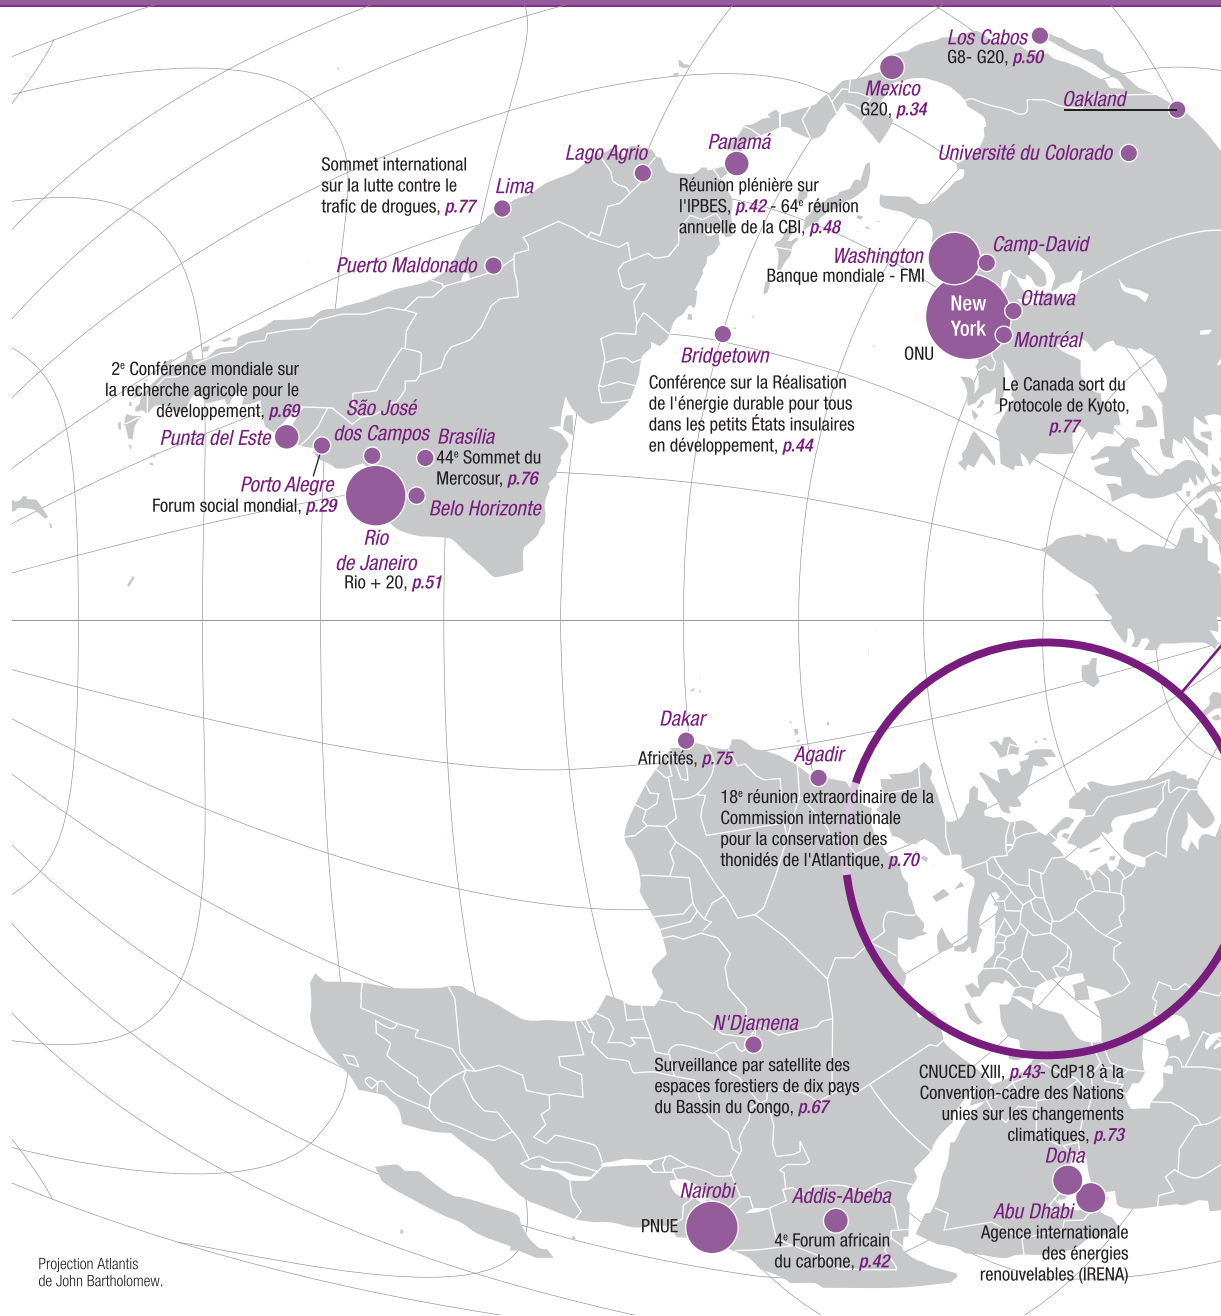 Los Cabos
G8- G20, p.50
Mexico
G20, p.34
Oakland
Université du Colorado
Panamá
Réunion plénière sur
l'IPBES, p.42 - 64e réunion
annuelle de la CBI, p.48
Lago Agrio
Sommet international
sur la lutte contre le
trafic de drogues, p.77
Lima
Puerto Maldonado
Washington
Banque mondiale - FMI
Camp-David
New
York
ONU
Ottawa
Montréal
Le Canada sort du
Protocole de Kyoto,
p.77
Bridgetown
Conférence sur la Réalisation
de l'énergie durable pour tous
dans les petits États insulaires
en développement, p.44
2e Conférence mondiale sur
la recherche agricole pour le
développement, p.69
Punta del Este
São José
dos Campos
Brasília
44e Sommet du
Mercosur, p.76
Porto Alegre
Forum social mondial, p.29
Belo Horizonte
Rio
de Janeiro
Rio + 20, p.51
Dakar
Africités, p.75
Agadir
18e réunion extraordinaire de la
Commission internationale
pour la conservation des
thonidés de l'Atlantique, p.70
N'Djamena
Surveillance par satellite des
espaces forestiers de dix pays
du Bassin du Congo, p.67
CNUCED XIII, p.43- CdP18 à la
Convention-cadre des Nations
unies sur les changements
climatiques, p.73
Doha
Abu Dhabi
Agence internationale
des énergies
renouvelables (IRENA)
Nairobi
PNUE
Addis-Abeba
4e Forum africain
du carbone, p.42
Projection Atlantis
de John Bartholomew.